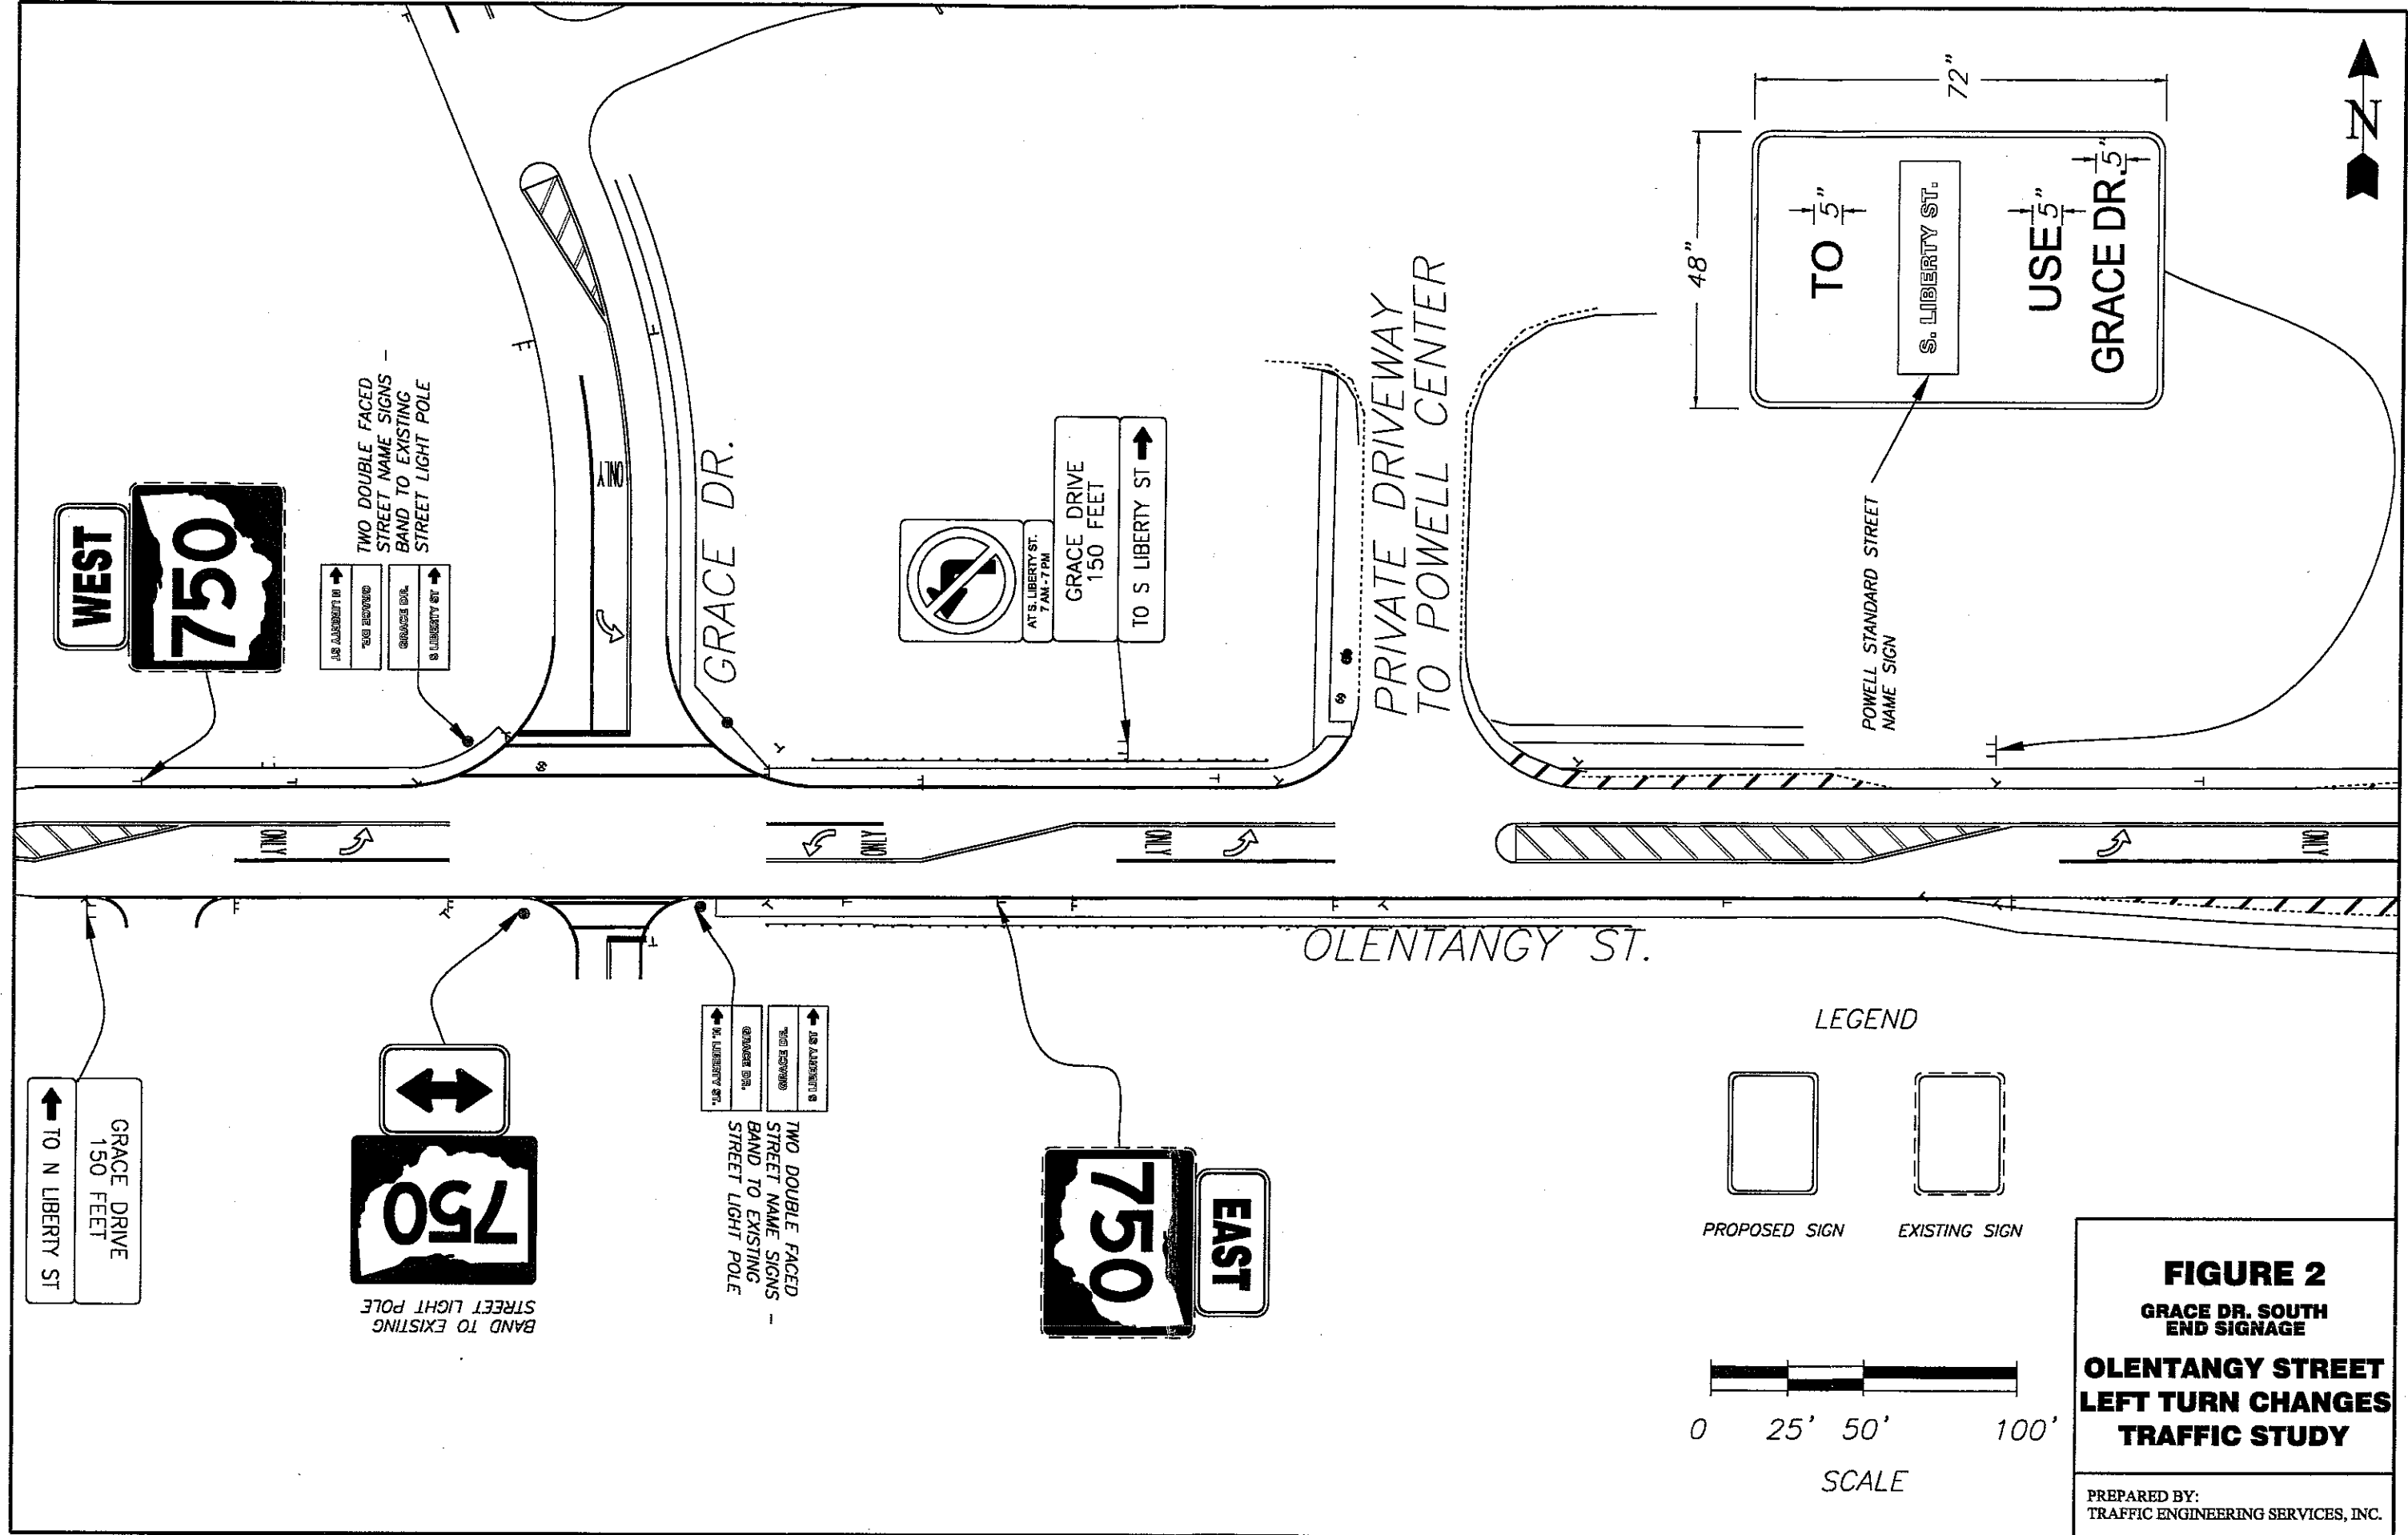 WEST
750
TWO DOUBLE FACED
STREET NAME SIGNS -
BAND TO EXISTING
STREET LIGHT POLE
N LIBERTY ST
GRACE DR.
GRACE DR.
S LIBERTY ST
ONLY
GRACE DR.
AT S. LIBERTY ST.
7 AM - 7 PM
GRACE DRIVE
150 FEET
TO S LIBERTY ST
PRIVATE DRIVEWAY
TO POWELL CENTER
48"
72"
TO
5"
S. LIBERTY ST.
USE
5"
GRACE DR.
5"
POWELL STANDARD STREET
NAME SIGN
N
ONLY
ONLY
ONLY
ONLY
OLENTANGY ST.
GRACE DRIVE
150 FEET
TO N LIBERTY ST
750
BAND TO EXISTING
STREET LIGHT POLE
S LIBERTY ST
GRACE DR.
GRACE DR.
N. LIBERTY ST.
TWO DOUBLE FACED
STREET NAME SIGNS -
BAND TO EXISTING
STREET LIGHT POLE
EAST
750
LEGEND
PROPOSED SIGN
EXISTING SIGN
0 25' 50' 100'
SCALE
FIGURE 2
GRACE DR. SOUTH
END SIGNAGE
OLENTANGY STREET
LEFT TURN CHANGES
TRAFFIC STUDY
PREPARED BY:
TRAFFIC ENGINEERING SERVICES, INC.